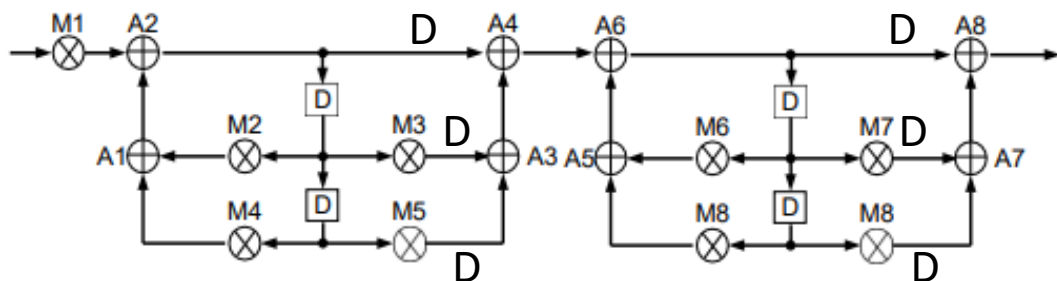 M1 A2 D A4 A6 D A8
D D
M2 M3 D M6 M7 D
A1 A3 A5 A7
D D
M4 M5 M8 M8
D D